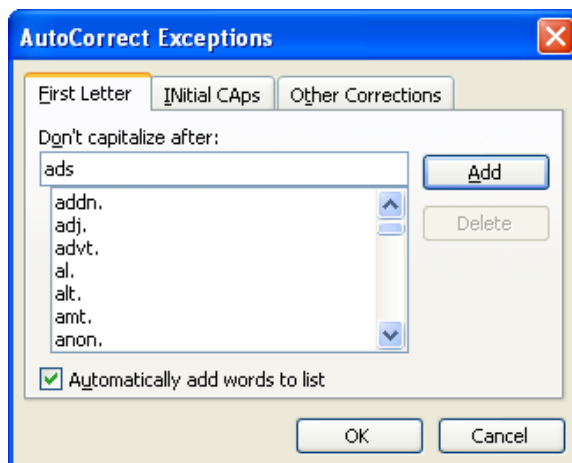 AutoCorrect Exceptions
First Letter INitial CAps Other Corrections
Don't capitalize after:
ads
Add
addn.
adj.
Delete
advt.
al.
alt.
amt.
anon.
Automatically add words to list
OK Cancel